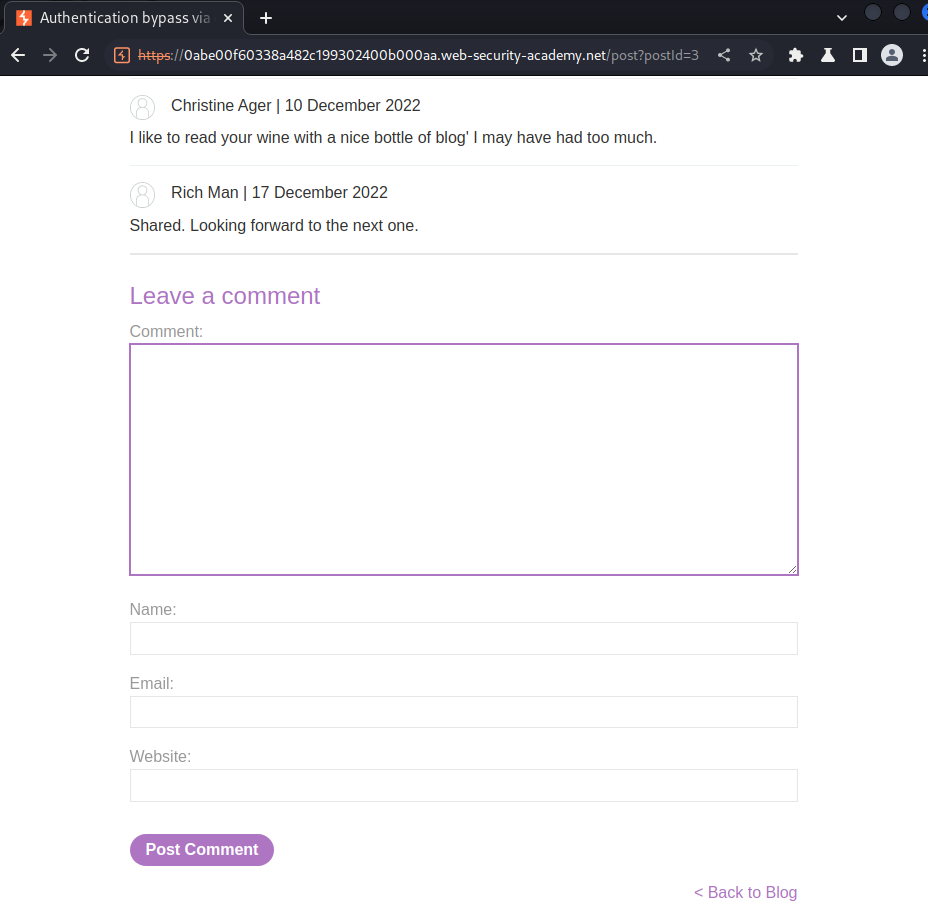 Authentication bypass via
https://0abe00f60338a482c199302400b000aa.web-security-academy.net/post?postId=3
Christine Ager | 10 December 2022
I like to read your wine with a nice bottle of blog' I may have had too much.
Rich Man | 17 December 2022
Shared. Looking forward to the next one.
Leave a comment
Comment:
Name:
Email:
Website:
Post Comment
< Back to Blog